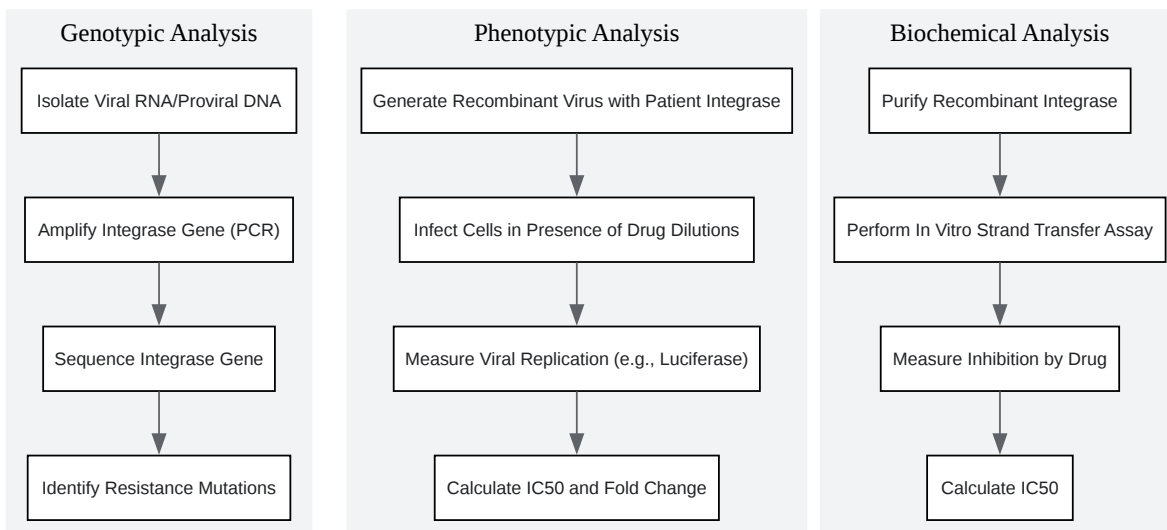 Genotypic Analysis
Isolate Viral RNA/Proviral DNA
Amplify Integrase Gene (PCR)
Sequence Integrase Gene
Identify Resistance Mutations
Phenotypic Analysis
Generate Recombinant Virus with Patient Integrase
Infect Cells in Presence of Drug Dilutions
Measure Viral Replication (e.g., Luciferase)
Calculate IC50 and Fold Change
Biochemical Analysis
Purify Recombinant Integrase
Perform In Vitro Strand Transfer Assay
Measure Inhibition by Drug
Calculate IC50